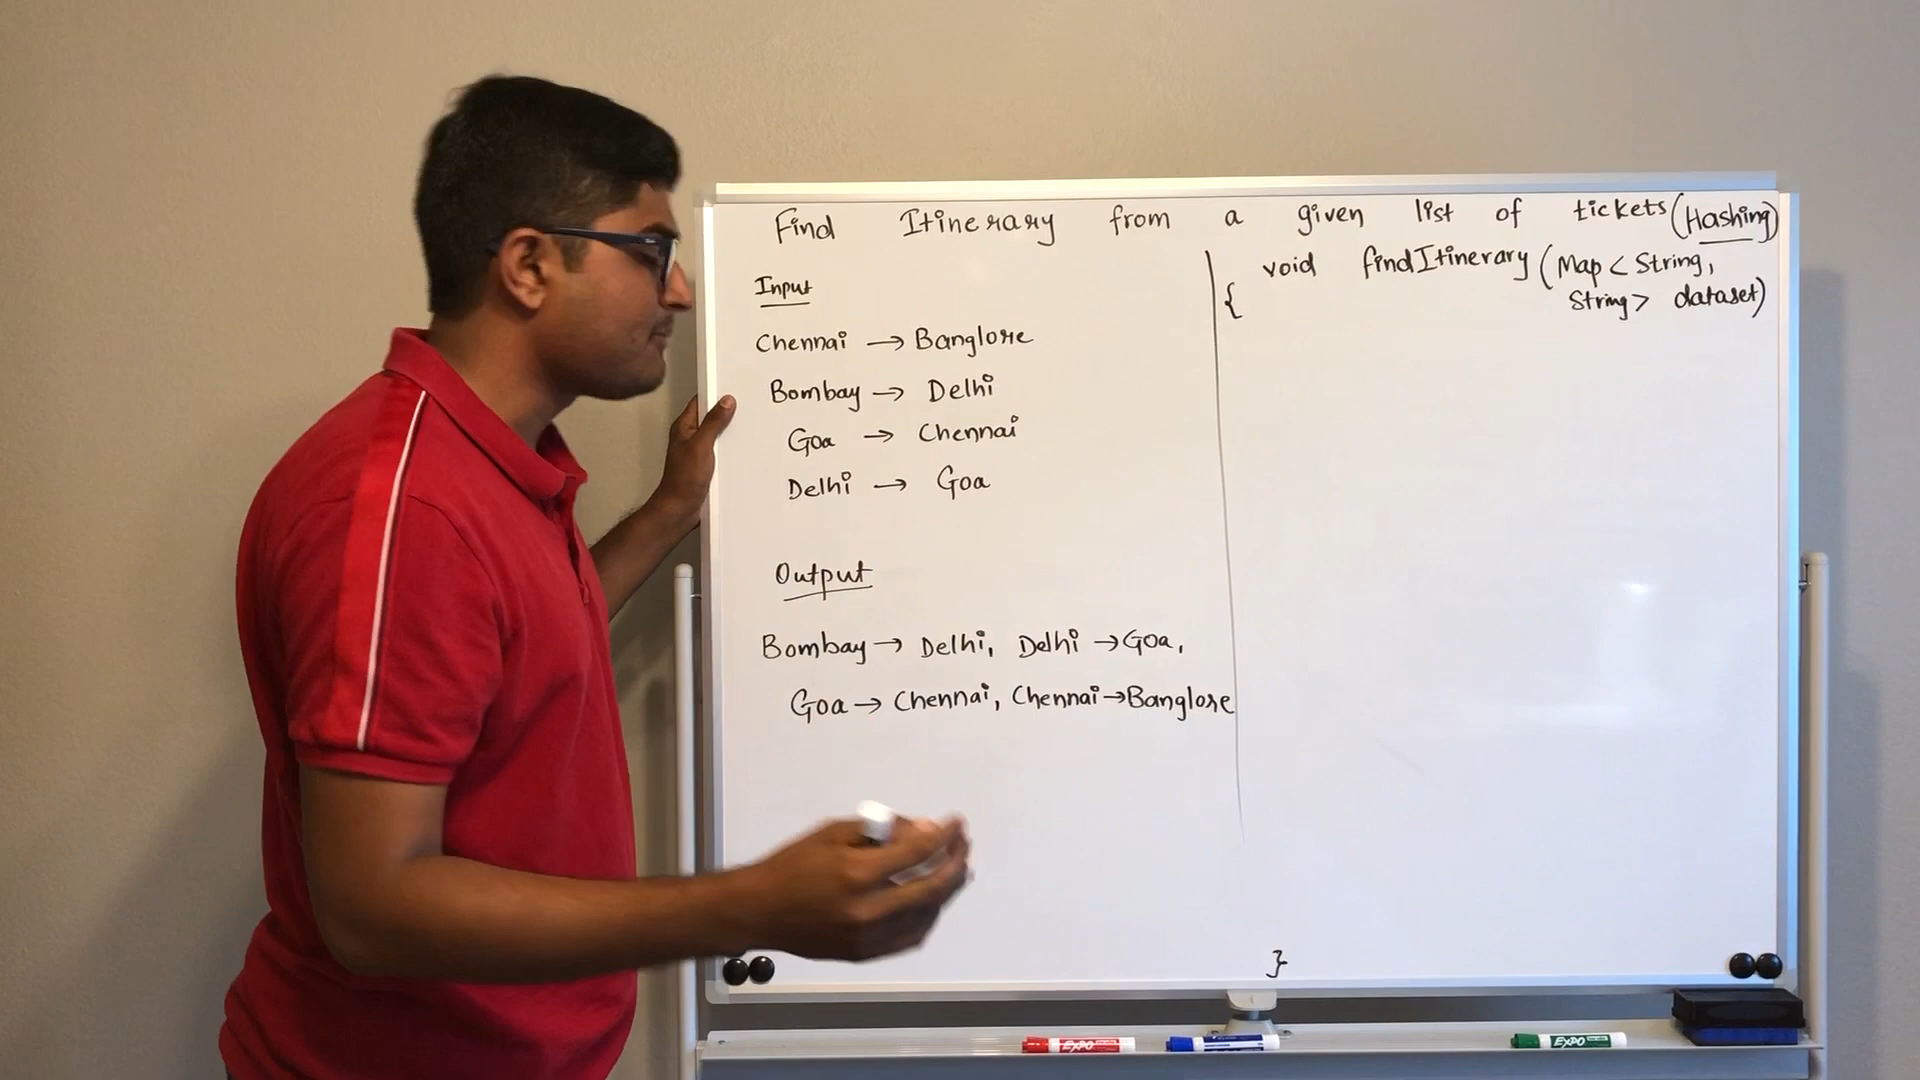 Find Itinerary from a given list of tickets (Hashing)
Input
Chennai → Banglore
Bombay → Delhi
Goa → Chennai
Delhi → Goa
Output
Bombay → Delhi, Delhi → Goa,
Goa → Chennai, Chennai → Banglore
void findItinerary (Map < String,
String > dataset)
{
}
EXPO
EXPO